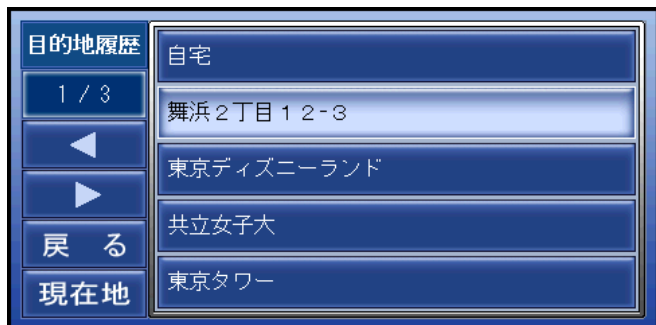 目的地履歴
1 / 3
戻 る
現在地
自宅
舞浜2丁目12-3
東京ディズニーランド
共立女子大
東京タワー